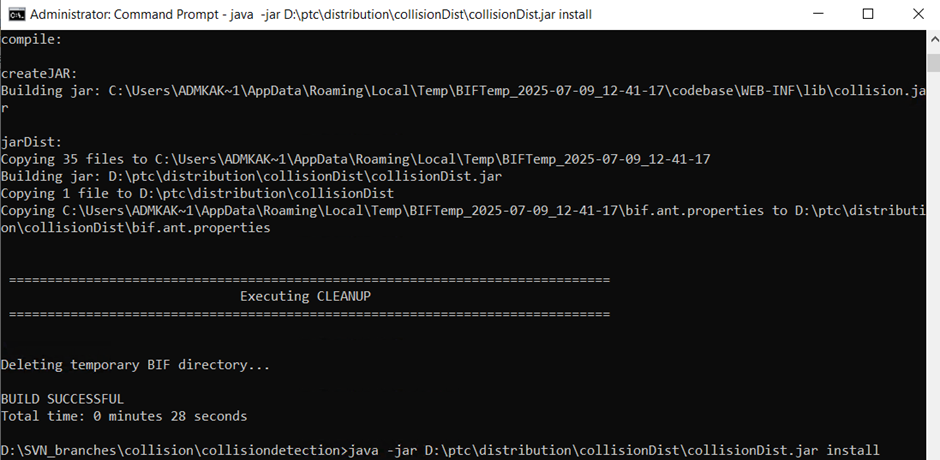 Administrator: Command Prompt - java  -jar D:\ptc\distribution\collisionDist\collisionDist.jar install
compile:
createJAR:
Building jar: C:\Users\ADMKAK~1\AppData\Roaming\Local\Temp\BIFTemp_2025-07-09_12-41-17\codebase\WEB-INF\lib\collision.ja
r
jarDist:
Copying 35 files to C:\Users\ADMKAK~1\AppData\Roaming\Local\Temp\BIFTemp_2025-07-09_12-41-17
Building jar: D:\ptc\distribution\collisionDist\collisionDist.jar
Copying 1 file to D:\ptc\distribution\collisionDist
Copying C:\Users\ADMKAK~1\AppData\Roaming\Local\Temp\BIFTemp_2025-07-09_12-41-17\bif.ant.properties to D:\ptc\distributi
on\collisionDist\bif.ant.properties
==============================================================================
Executing CLEANUP
==============================================================================
Deleting temporary BIF directory...
BUILD SUCCESSFUL
Total time: 0 minutes 28 seconds
D:\SVN_branches\collision\collisiondetection>java -jar D:\ptc\distribution\collisionDist\collisionDist.jar install